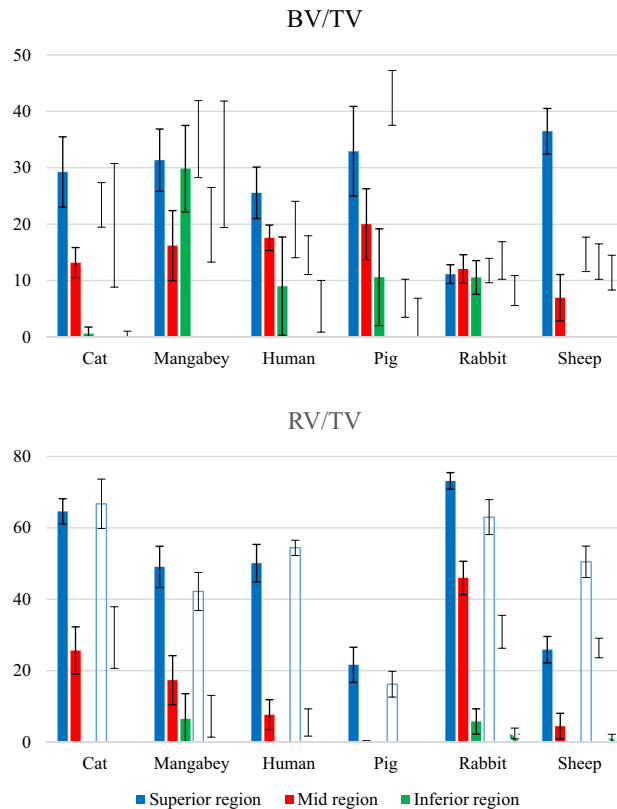 BV/TV
50
40
30
20
10
0
Cat Mangabey Human Pig Rabbit Sheep
RV/TV
80
60
40
20
0
Cat Mangabey Human Pig Rabbit Sheep
Superior region Mid region Inferior region